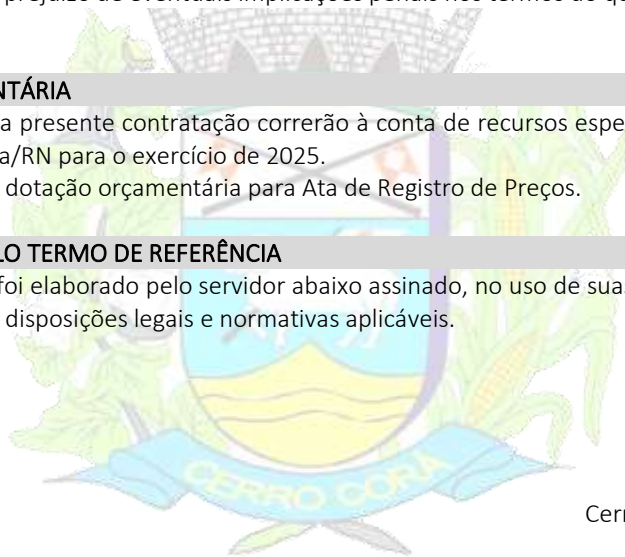 prejuízo de eventuais implicações penais nos termos do q
NTÁRIA
a presente contratação correrão à conta de recursos espe
a/RN para o exercício de 2025.
dotação orçamentária para Ata de Registro de Preços.
LO TERMO DE REFERÊNCIA
foi elaborado pelo servidor abaixo assinado, no uso de sua
disposições legais e normativas aplicáveis.
CERRO CORÁ
Cerr